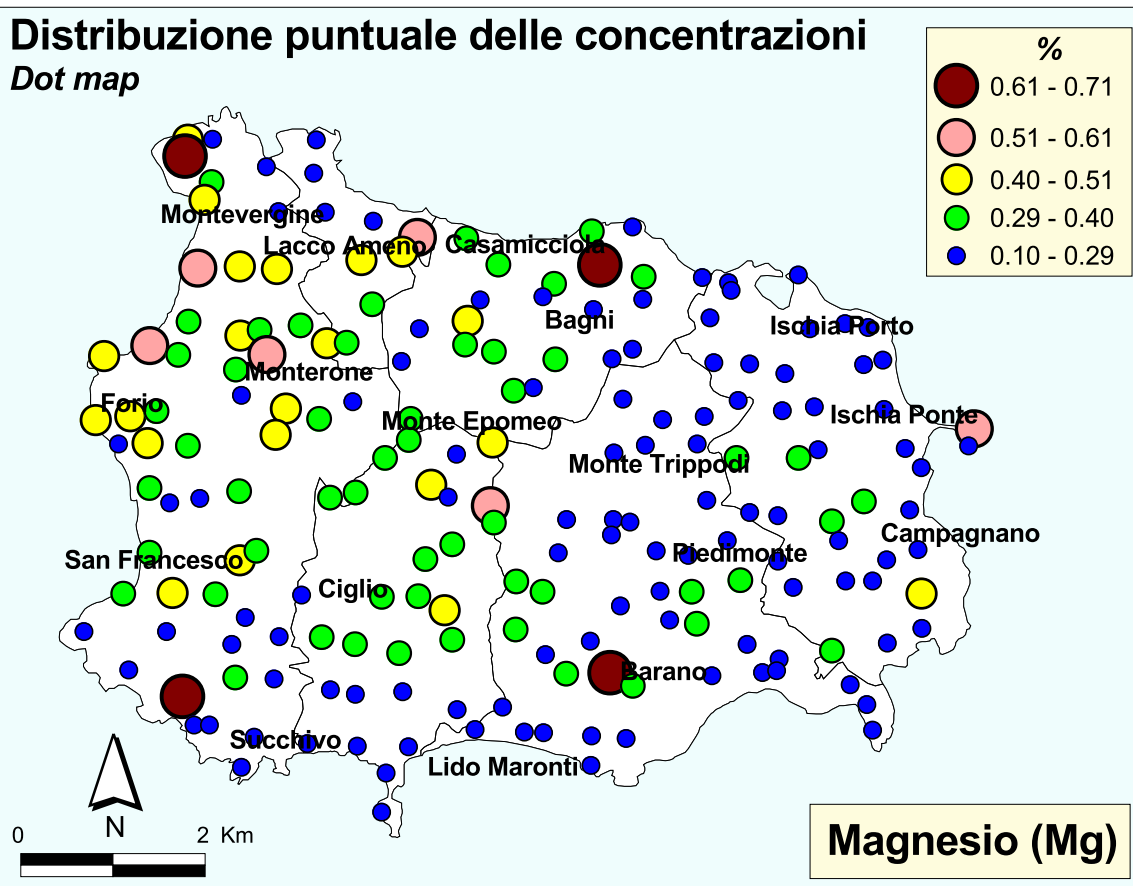 Distribuzione puntuale delle concentrazioni
Dot map
%
0.61 - 0.71
0.51 - 0.61
0.40 - 0.51
0.29 - 0.40
0.10 - 0.29
Montevergine
Lacco Ameno
Casamicciola
Bagni
Ischia Porto
Monterone
Forio
Monte Epomeo
Ischia Ponte
Monte Trippodi
Campagnano
San Francesco
Piedimonte
Ciglio
Barano
Succhivo
Lido Maronti
N
0 2 Km
Magnesio (Mg)